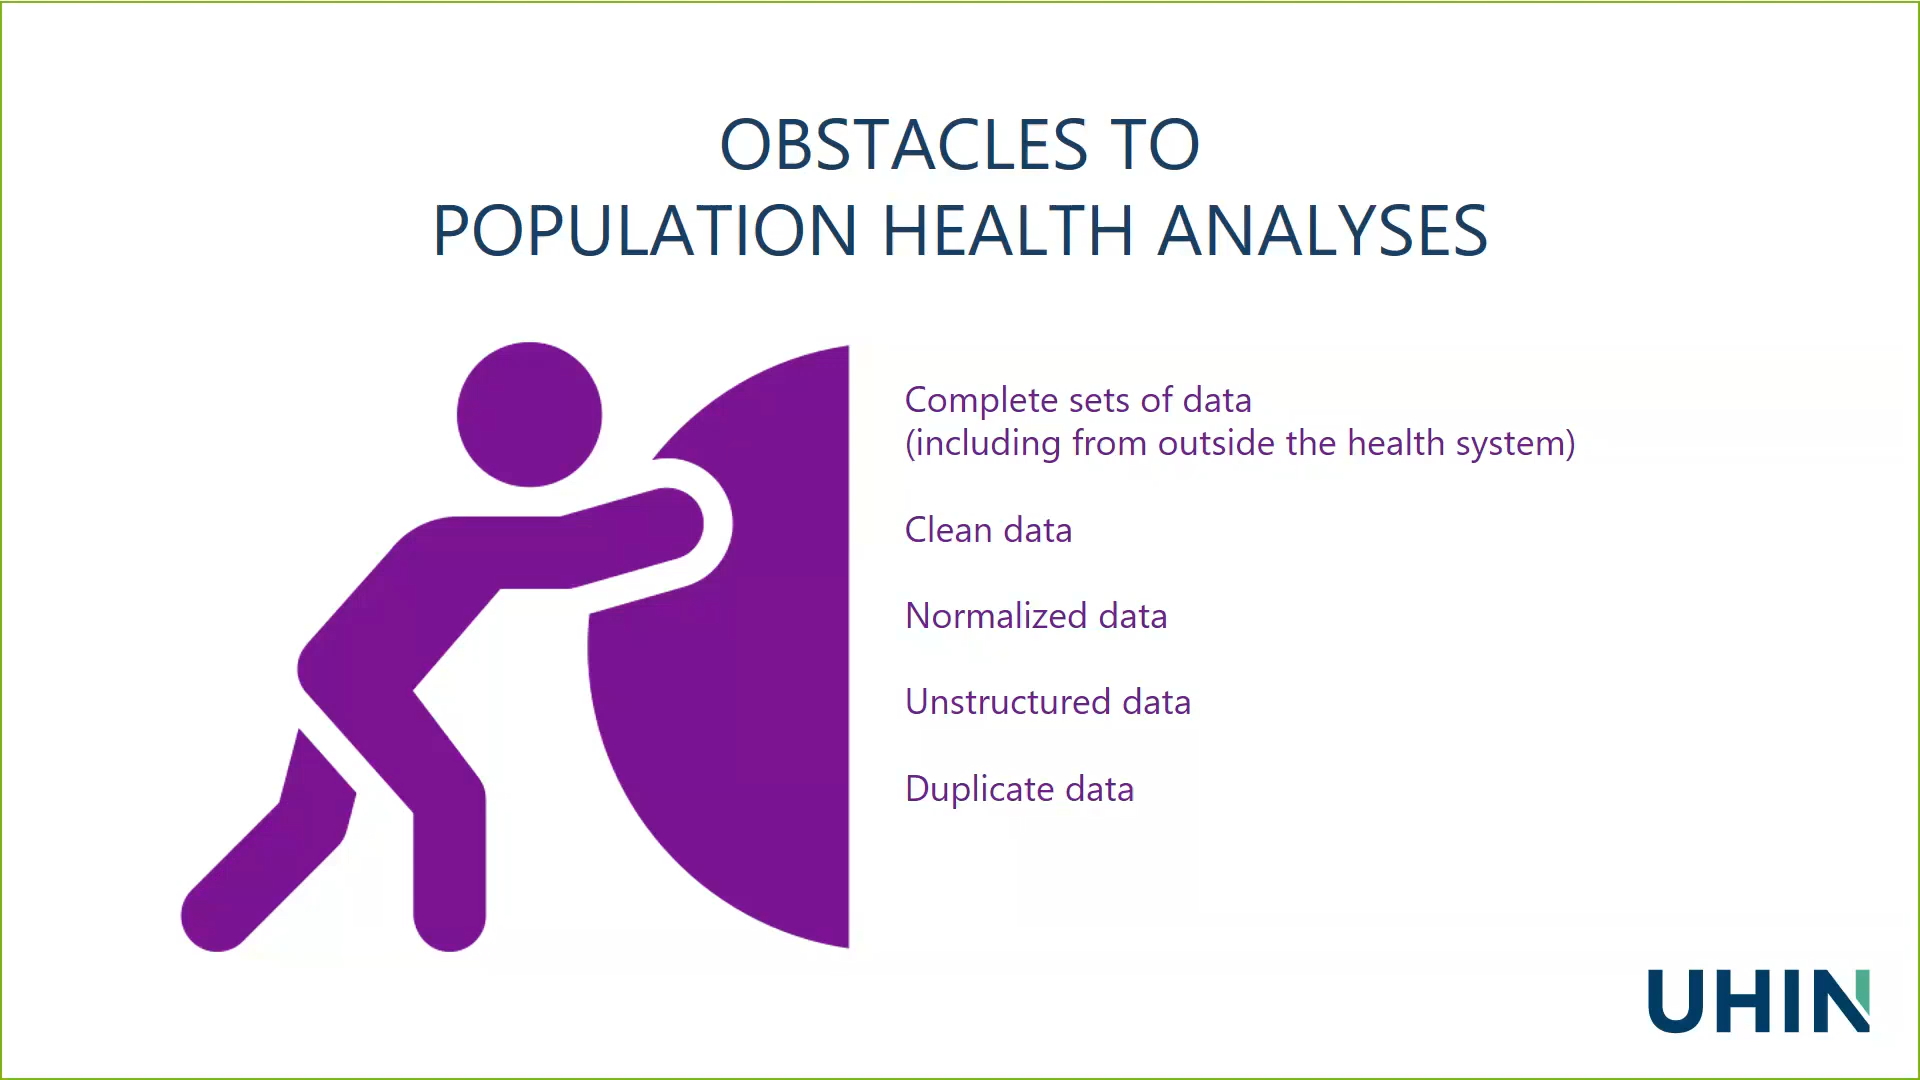 OBSTACLES TO
POPULATION HEALTH ANALYSES
Complete sets of data
(including from outside the health system)
Clean data
Normalized data
Unstructured data
Duplicate data
UHIN